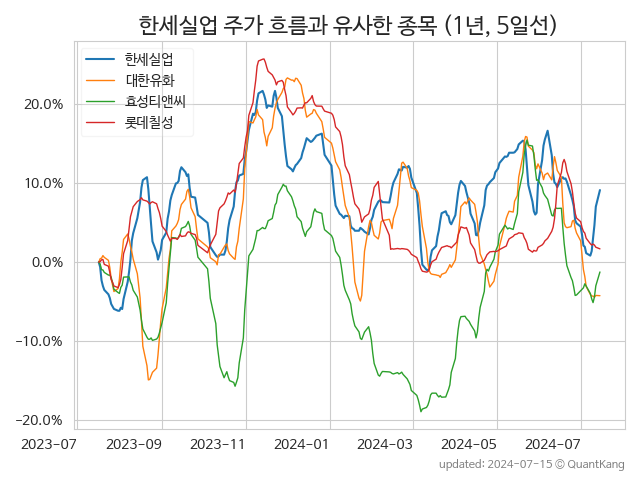 한세실업 주가 흐름과 유사한 종목 (1년, 5일선)
한세실업
대한유화
효성티앤씨
롯데칠성
20.0%
10.0%
0.0%
−10.0%
−20.0%
2023-07 2023-09 2023-11 2024-01 2024-03 2024-05 2024-07
updated: 2024-07-15 © QuantKang